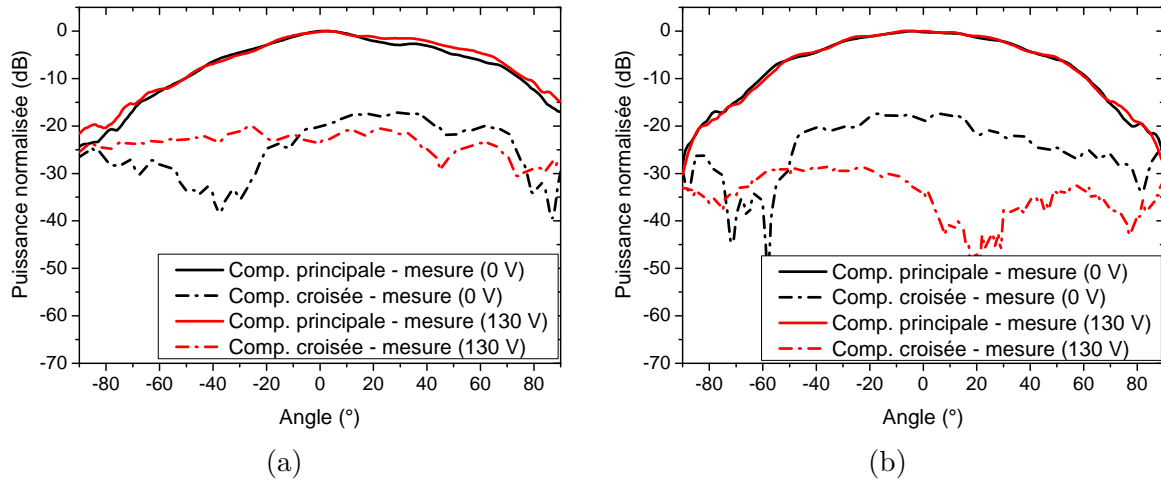 0
-10
-20
-30
-40
-50
-60
-70
Puissance normalisée (dB)
Comp. principale - mesure (0 V)
Comp. croisée - mesure (0 V)
Comp. principale - mesure (130 V)
Comp. croisée - mesure (130 V)
-80 -60 -40 -20 0 20 40 60 80
Angle (°)
(a)
0
-10
-20
-30
-40
-50
-60
-70
Puissance normalisée (dB)
Comp. principale - mesure (0 V)
Comp. croisée - mesure (0 V)
Comp. principale - mesure (130 V)
Comp. croisée - mesure (130 V)
-80 -60 -40 -20 0 20 40 60 80
Angle (°)
(b)